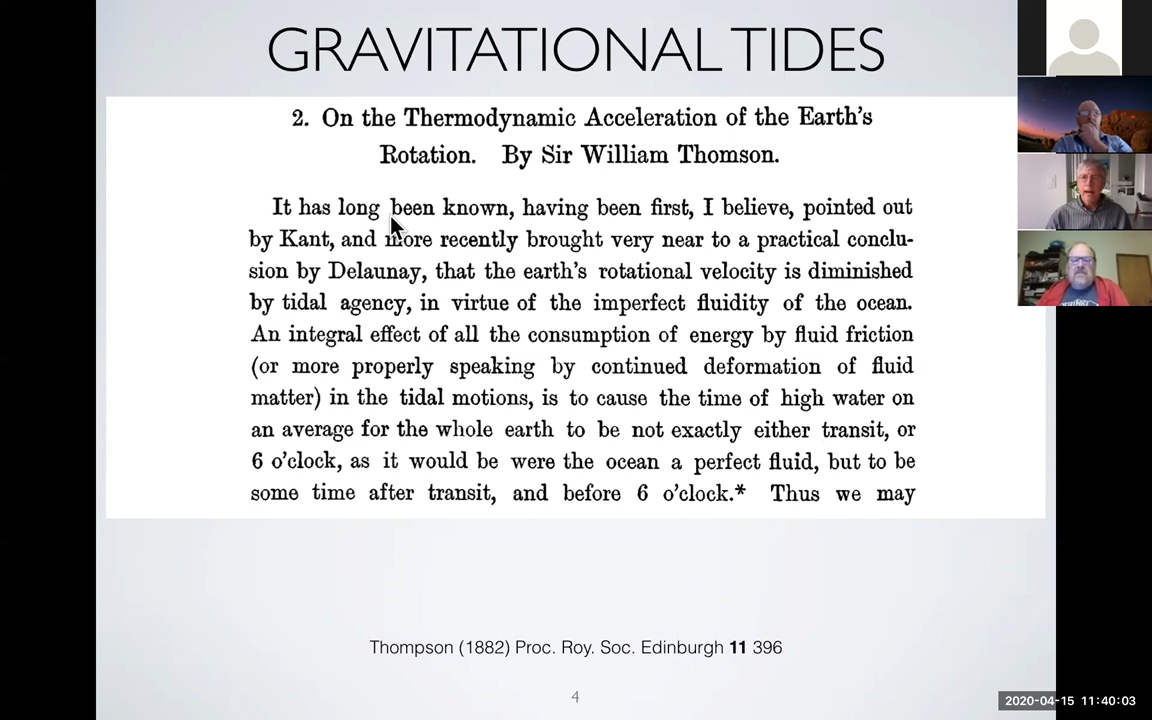 GRAVITATIONAL TIDES
2. On the Thermodynamic Acceleration of the Earth's
Rotation. By Sir William Thomson.
It has long been known, having been first, I believe, pointed out
by Kant, and more recently brought very near to a practical conclu-
sion by Delaunay, that the earth's rotational velocity is diminished
by tidal agency, in virtue of the imperfect fluidity of the ocean.
An integral effect of all the consumption of energy by fluid friction
(or more properly speaking by continued deformation of fluid
matter) in the tidal motions, is to cause the time of high water on
an average for the whole earth to be not exactly either transit, or
6 o'clock, as it would be were the ocean a perfect fluid, but to be
some time after transit, and before 6 o'clock.* Thus we may
Thompson (1882) Proc. Roy. Soc. Edinburgh 11 396
4
2020-04-15 11:40:03